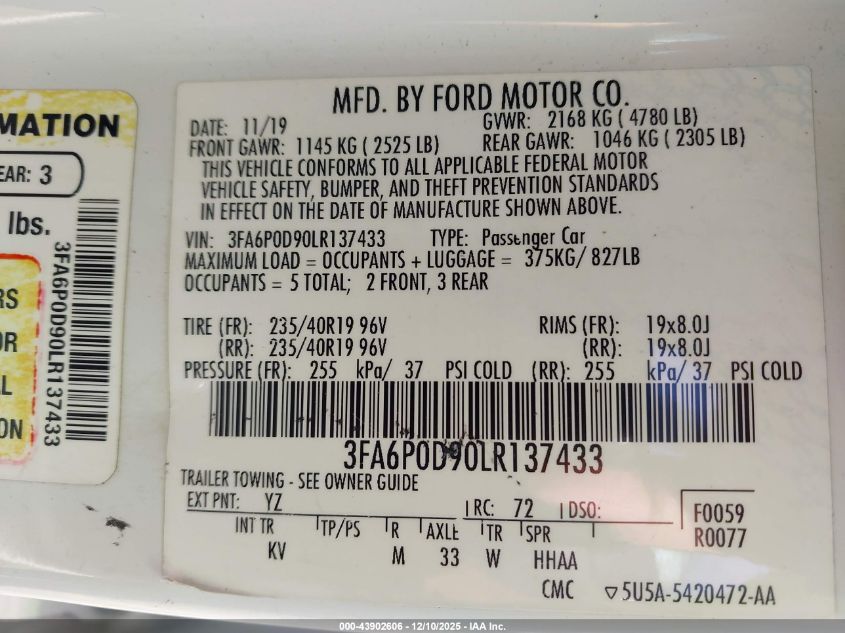 MATION
EAR: 3
lbs.
3FA6P0D90LR137433
RS
OR
L
ON
MFD. BY FORD MOTOR CO.
DATE: 11/19 GVWR: 2168 KG ( 4780 LB)
FRONT GAWR: 1145 KG ( 2525 LB) REAR GAWR: 1046 KG ( 2305 LB)
THIS VEHICLE CONFORMS TO ALL APPLICABLE FEDERAL MOTOR
VEHICLE SAFETY, BUMPER, AND THEFT PREVENTION STANDARDS
IN EFFECT ON THE DATE OF MANUFACTURE SHOWN ABOVE.
VIN: 3FA6P0D90LR137433 TYPE: Passenger Car
MAXIMUM LOAD = OCCUPANTS + LUGGAGE = 375KG/ 827LB
OCCUPANTS = 5 TOTAL; 2 FRONT, 3 REAR
TIRE (FR): 235/40R19 96V RIMS (FR): 19x8.0J
(RR): 235/40R19 96V (RR): 19x8.0J
PRESSURE (FR): 255 kPa/ 37 PSI COLD (RR): 255 kPa/ 37 PSI COLD
3FA6P0D90LR137433
TRAILER TOWING - SEE OWNER GUIDE
EXT PNT: YZ RC: 72 DSO: F0059
INT TR TP/PS R AXLE TR SPR R0077
KV M 33 W HHAA
CMC ▽5U5A-5420472-AA
000-43902606 - 12/10/2025 - IAA Inc.